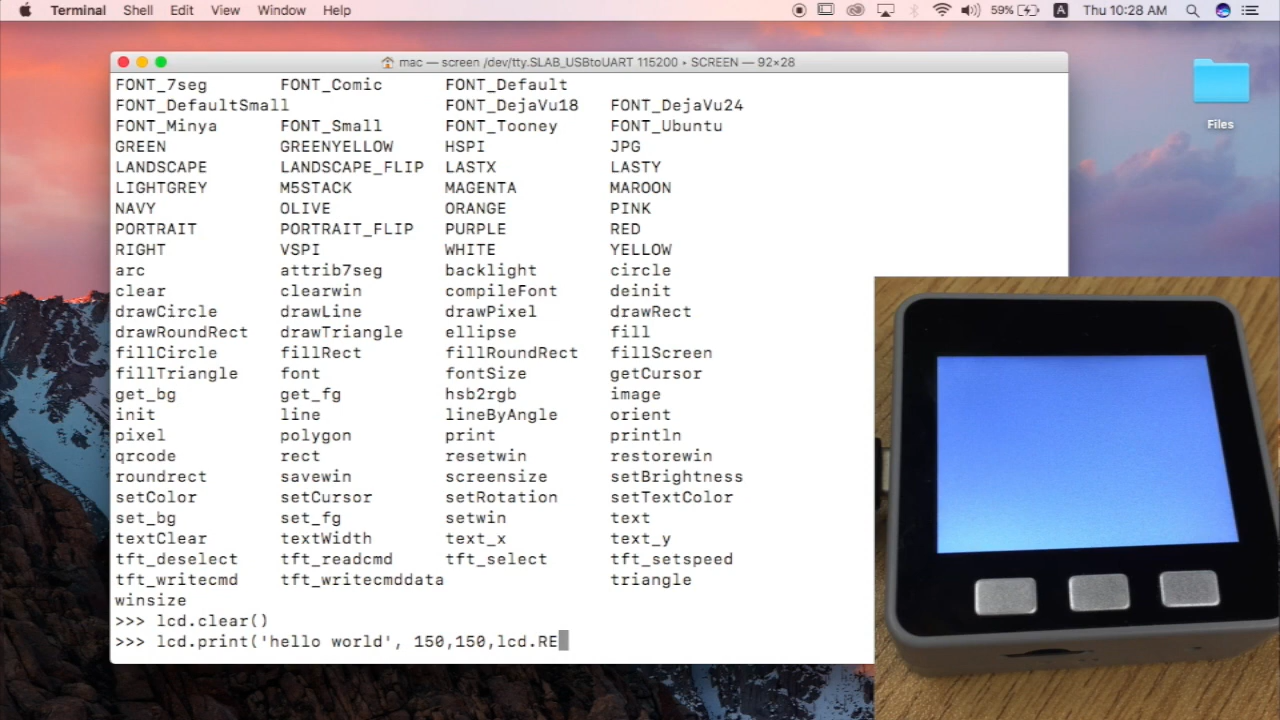 Terminal Shell Edit View Window Help 59% A Thu 10:28 AM
mac — screen /dev/tty.SLAB_USBtoUART 115200 ▸ SCREEN — 92×28
Files
FONT_7seg FONT_Comic FONT_Default
FONT_DefaultSmall FONT_DejaVu18 FONT_DejaVu24
FONT_Minya FONT_Small FONT_Tooney FONT_Ubuntu
GREEN GREENYELLOW HSPI JPG
LANDSCAPE LANDSCAPE_FLIP LASTX LASTY
LIGHTGREY M5STACK MAGENTA MAROON
NAVY OLIVE ORANGE PINK
PORTRAIT PORTRAIT_FLIP PURPLE RED
RIGHT VSPI WHITE YELLOW
arc attrib7seg backlight circle
clear clearwin compileFont deinit
drawCircle drawLine drawPixel drawRect
drawRoundRect drawTriangle ellipse fill
fillCircle fillRect fillRoundRect fillScreen
fillTriangle font fontSize getCursor
get_bg get_fg hsb2rgb image
init line lineByAngle orient
pixel polygon print println
qrcode rect resetwin restorewin
roundrect savewin screensize setBrightness
setColor setCursor setRotation setTextColor
set_bg set_fg setwin text
textClear textWidth text_x text_y
tft_deselect tft_readcmd tft_select tft_setspeed
tft_writecmd tft_writecmddata triangle
winsize
>>> lcd.clear()
>>> lcd.print('hello world', 150,150,lcd.RE